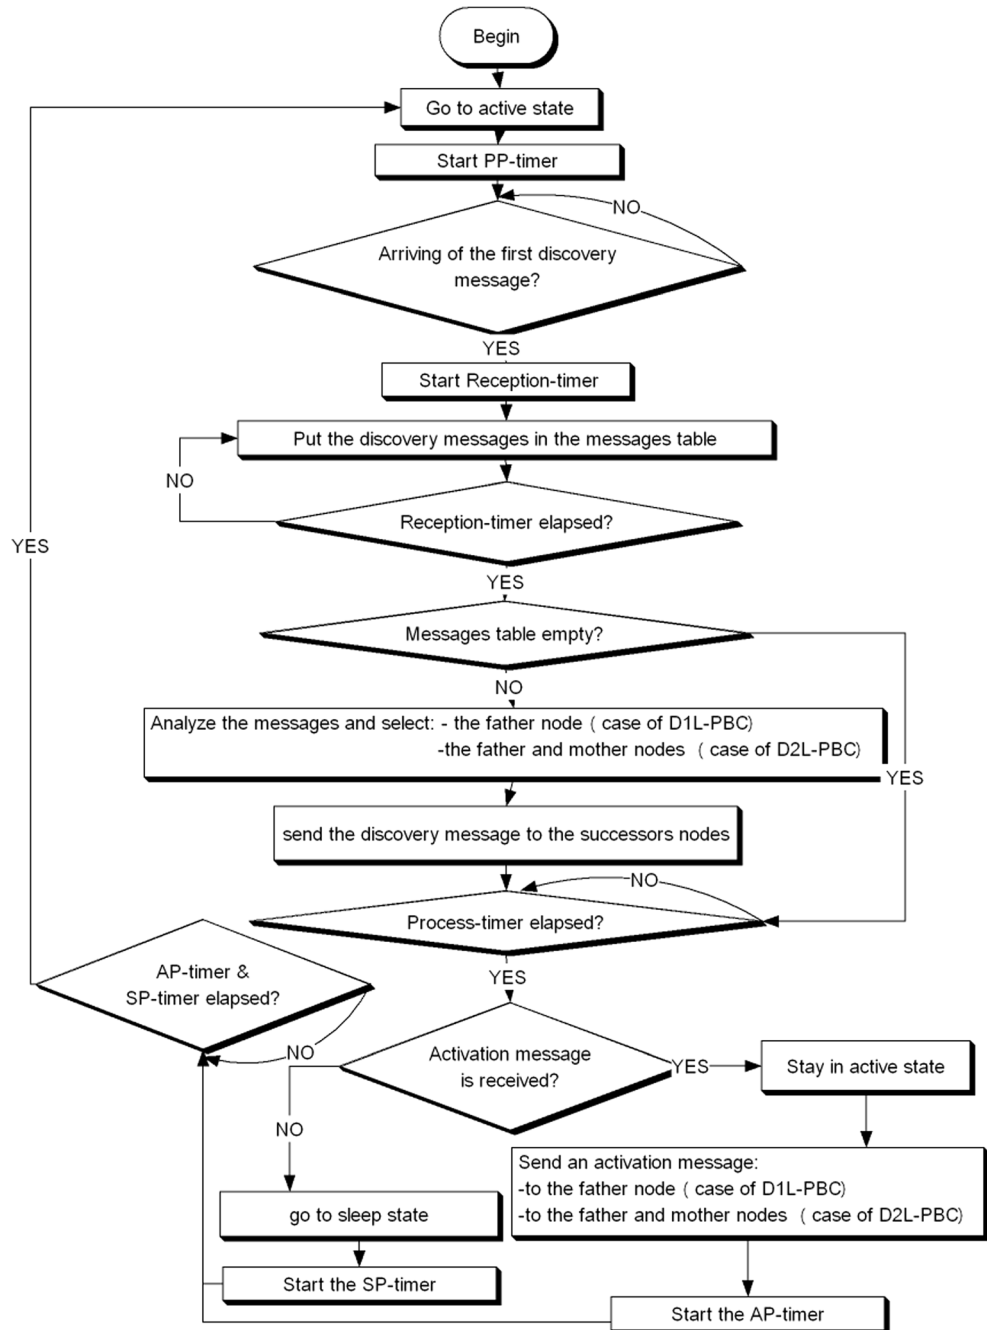 Begin
Go to active state
Start PP-timer
NO
Arriving of the first discovery
message?
YES
Start Reception-timer
Put the discovery messages in the messages table
NO
Reception-timer elapsed?
YES
YES
Messages table empty?
NO
Analyze the messages and select: - the father node ( case of D1L-PBC)
-the father and mother nodes ( case of D2L-PBC)
YES
send the discovery message to the successors nodes
NO
Process-timer elapsed?
YES
AP-timer &
SP-timer elapsed?
NO
Activation message
is received?
YES
Stay in active state
NO
Send an activation message:
-to the father node ( case of D1L-PBC)
-to the father and mother nodes ( case of D2L-PBC)
go to sleep state
Start the SP-timer
Start the AP-timer